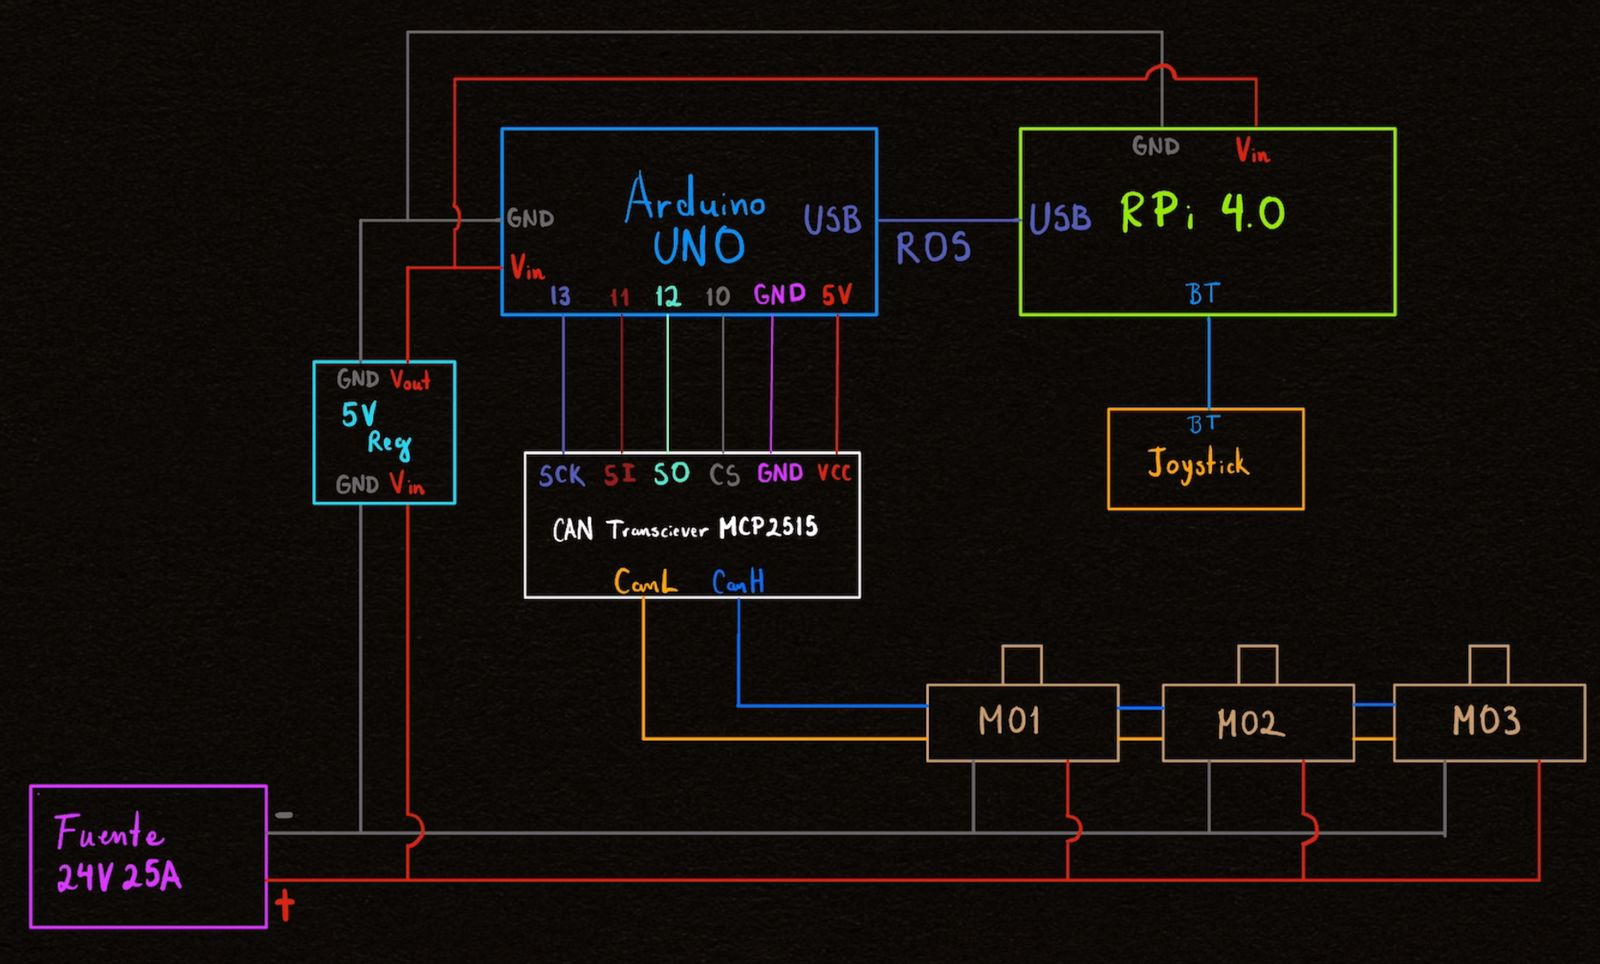 GND Vin
Arduino
UNO
GND
Vin
USB
ROS
USB
RPi 4.0
BT
13 11 12 10 GND 5V
GND Vout
5V
Reg
GND Vin
BT
Joystick
SCK SI SO CS GND VCC
CAN Transciever MCP2515
CanL CanH
M01
M02
M03
Fuente
24V 25A
-
+